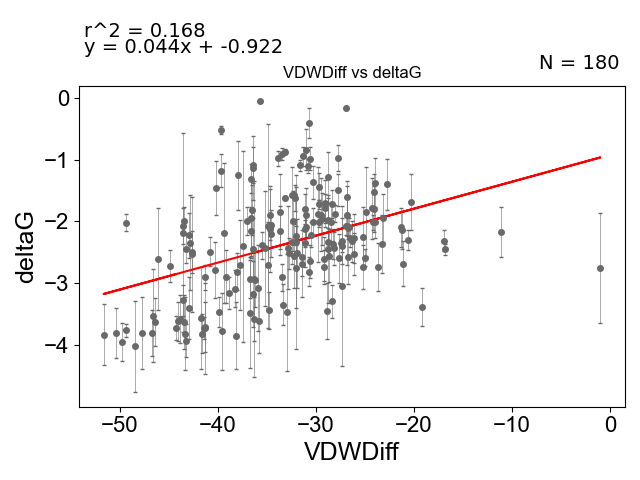 r^2 = 0.168
y = 0.044x + -0.922
N = 180
VDWDiff vs deltaG
deltaG
0
−1
−2
−3
−4
−50
−40
−30
−20
−10
0
VDWDiff